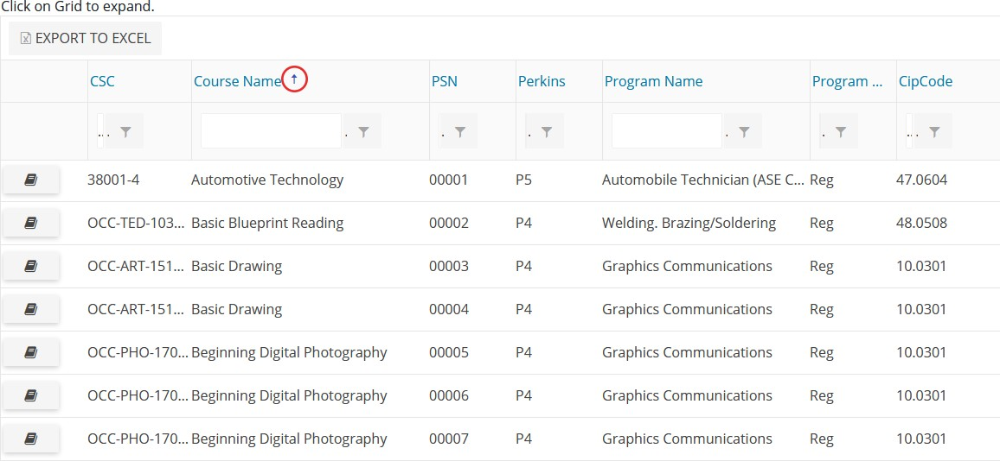 Click on Grid to expand.
EXPORT TO EXCEL
CSC Course Name ↑ PSN Perkins Program Name Program ... CipCode
.. . . . . . .. .
38001-4 Automotive Technology 00001 P5 Automobile Technician (ASE C... Reg 47.0604
OCC-TED-103... Basic Blueprint Reading 00002 P4 Welding. Brazing/Soldering Reg 48.0508
OCC-ART-151... Basic Drawing 00003 P4 Graphics Communications Reg 10.0301
OCC-ART-151... Basic Drawing 00004 P4 Graphics Communications Reg 10.0301
OCC-PHO-170... Beginning Digital Photography 00005 P4 Graphics Communications Reg 10.0301
OCC-PHO-170... Beginning Digital Photography 00006 P4 Graphics Communications Reg 10.0301
OCC-PHO-170... Beginning Digital Photography 00007 P4 Graphics Communications Reg 10.0301